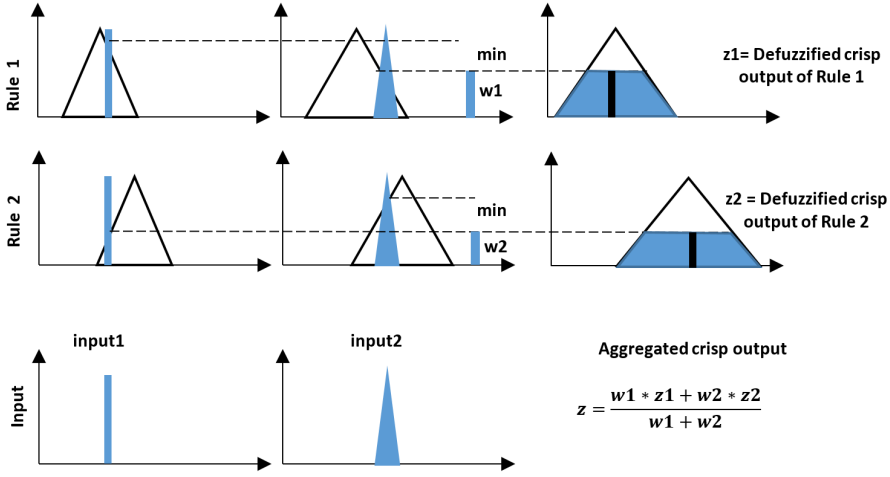 Rule 1
min
w1
z1= Defuzzified crisp
output of Rule 1
Rule 2
min
w2
z2 = Defuzzified crisp
output of Rule 2
Input
input1
input2
Aggregated crisp output
z = (w1 * z1 + w2 * z2) / (w1 + w2)